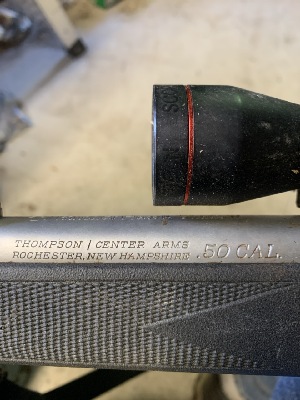 THOMPSON / CENTER ARMS
ROCHESTER, NEW HAMPSHIRE
.50 CAL.